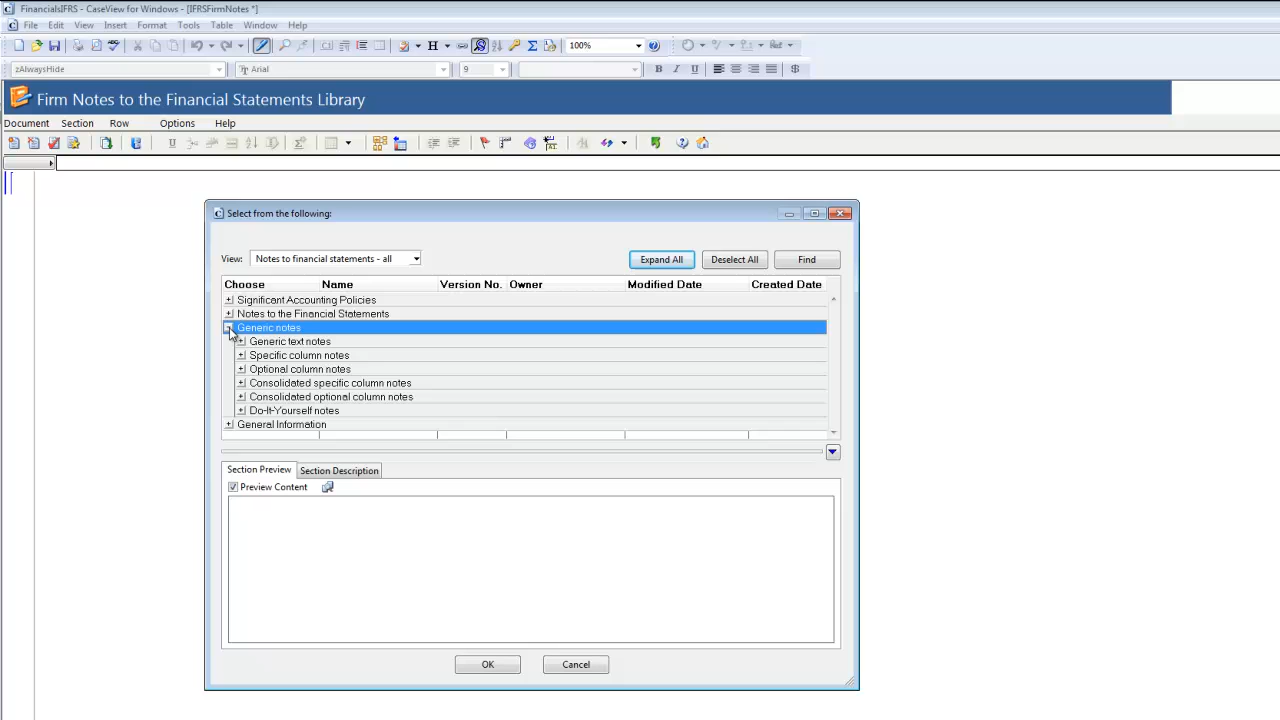 FinancialsIFRS - CaseView for Windows - [IFRSFirmNotes *]
File Edit View Insert Format Tools Table Window Help
100%
zAlwaysHide Arial 9 B I U $
Firm Notes to the Financial Statements Library
Document Section Row Options Help
Select from the following:
View: Notes to financial statements - all Expand All Deselect All Find
Choose Name Version No. Owner Modified Date Created Date
Significant Accounting Policies
Notes to the Financial Statements
Generic notes
Generic text notes
Specific column notes
Optional column notes
Consolidated specific column notes
Consolidated optional column notes
Do-It-Yourself notes
General Information
Section Preview Section Description
Preview Content
OK Cancel